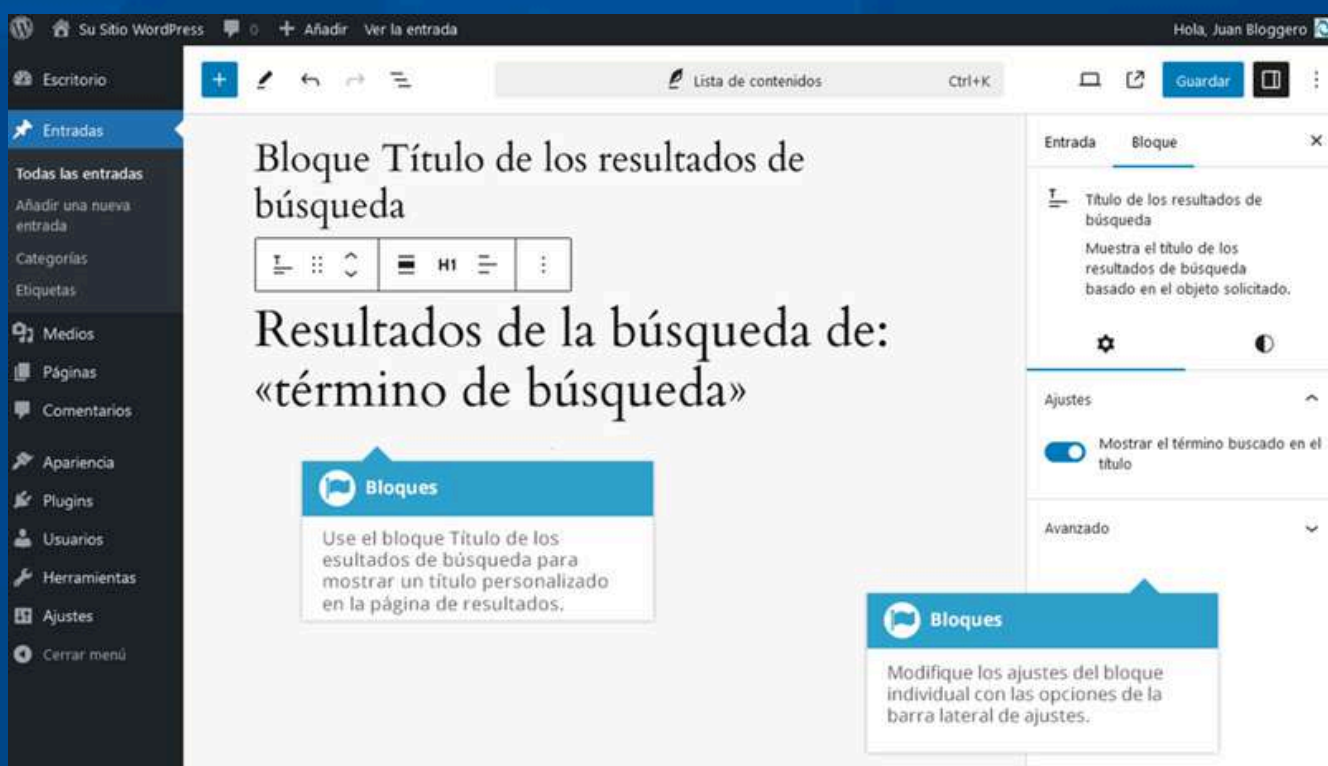 Su Sitio WordPress 0 + Añadir Ver la entrada
Hola, Juan Bloggero
Escritorio
Entradas
Todas las entradas
Añadir una nueva
entrada
Categorías
Etiquetas
Medios
Páginas
Comentarios
Apariencia
Plugins
Usuarios
Herramientas
Ajustes
Cerrar menú
Lista de contenidos Ctrl+K
Guardar
Bloque Título de los resultados de
búsqueda
H1
Resultados de la búsqueda de:
«término de búsqueda»
Bloques
Use el bloque Título de los
esultados de búsqueda para
mostrar un título personalizado
en la página de resultados.
Entrada Bloque
Título de los resultados de
búsqueda
Muestra el título de los
resultados de búsqueda
basado en el objeto solicitado.
Ajustes
Mostrar el término buscado en el
título
Avanzado
Bloques
Modifique los ajustes del bloque
individual con las opciones de la
barra lateral de ajustes.